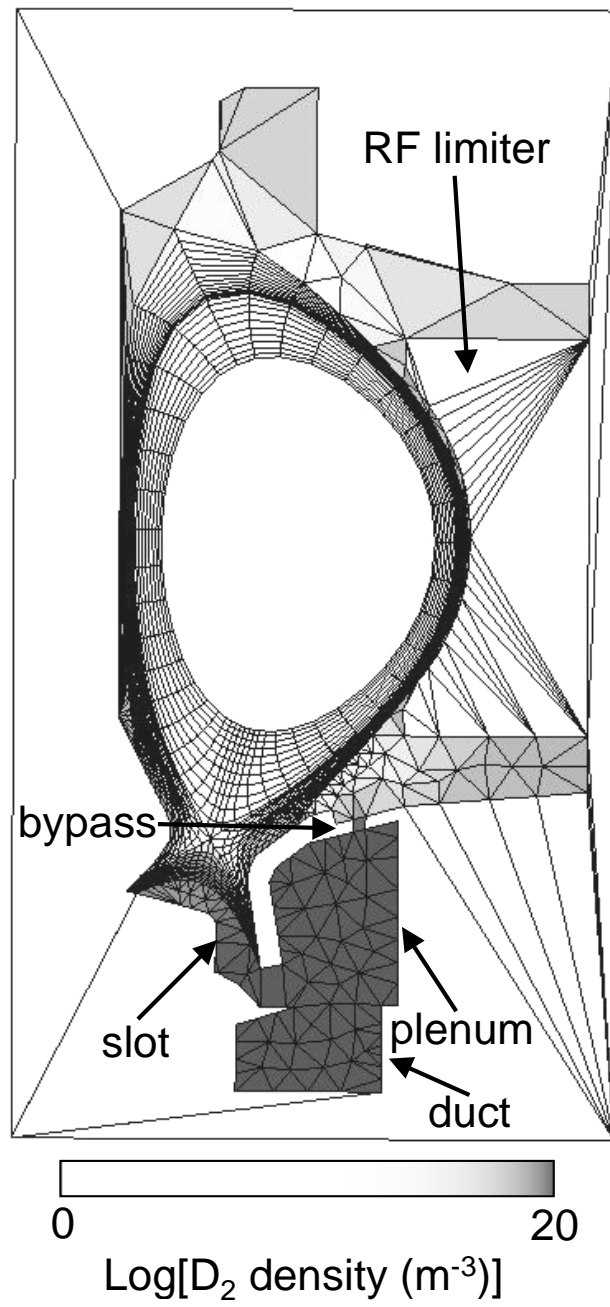 RF limiter
bypass
slot
plenum
duct
0
20
Log[D₂ density (m⁻³)]